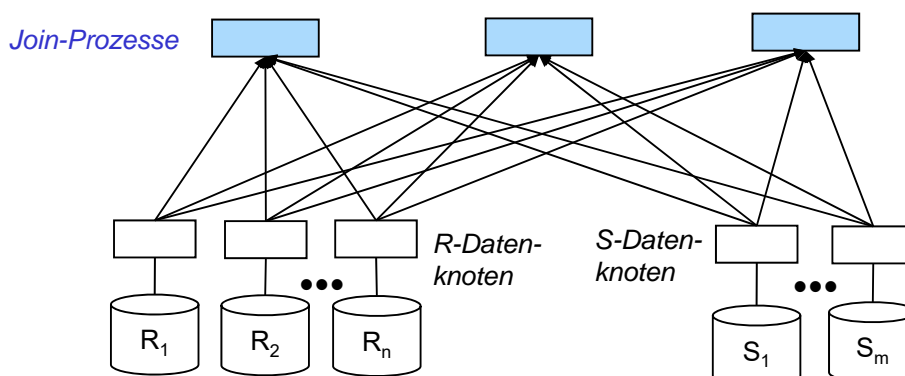 Join-Prozesse
R-Daten-
knoten
S-Daten-
knoten
•••
•••
R1
R2
Rn
S1
Sm